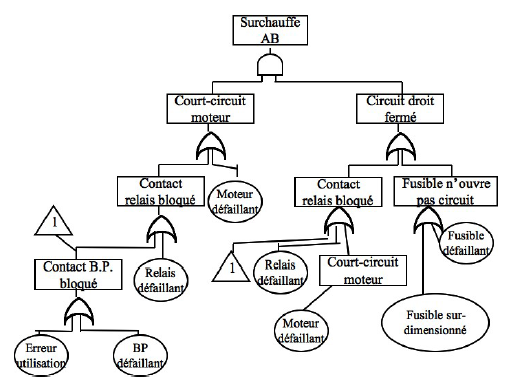 Surchauffe
AB
Court-circuit
moteur
Circuit droit
fermé
Contact
relais bloqué
Moteur
défaillant
Contact
relais bloqué
Fusible n’ouvre
pas circuit
1
Fusible
défaillant
Contact B.P.
bloqué
Relais
défaillant
1
Relais
défaillant
Court-circuit
moteur
Fusible sur-
dimensionné
Moteur
défaillant
Erreur
utilisation
BP
défaillant